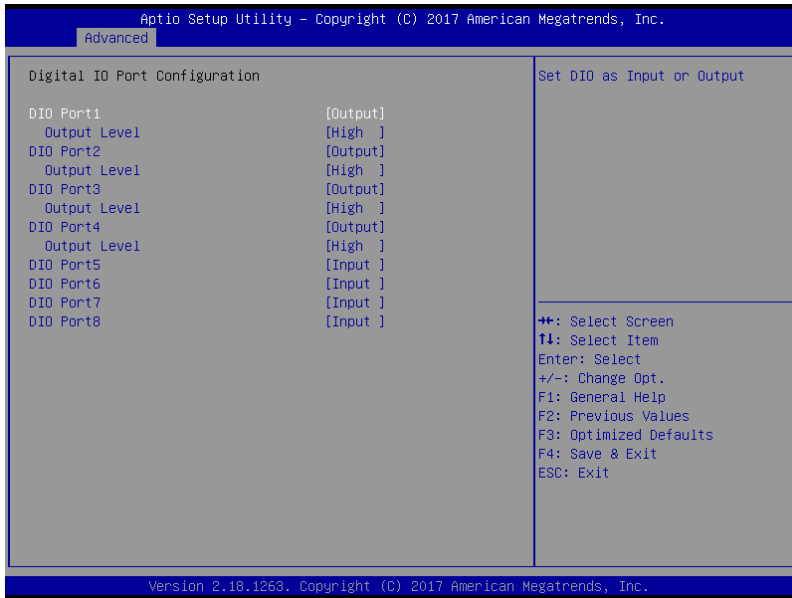 Aptio Setup Utility – Copyright (C) 2017 American Megatrends, Inc.
Advanced
Digital IO Port Configuration
DIO Port1 [Output]
Output Level [High ]
DIO Port2 [Output]
Output Level [High ]
DIO Port3 [Output]
Output Level [High ]
DIO Port4 [Output]
Output Level [High ]
DIO Port5 [Input ]
DIO Port6 [Input ]
DIO Port7 [Input ]
DIO Port8 [Input ]
Set DIO as Input or Output
→←: Select Screen
↑↓: Select Item
Enter: Select
+/-: Change Opt.
F1: General Help
F2: Previous Values
F3: Optimized Defaults
F4: Save & Exit
ESC: Exit
Version 2.18.1263. Copyright (C) 2017 American Megatrends, Inc.